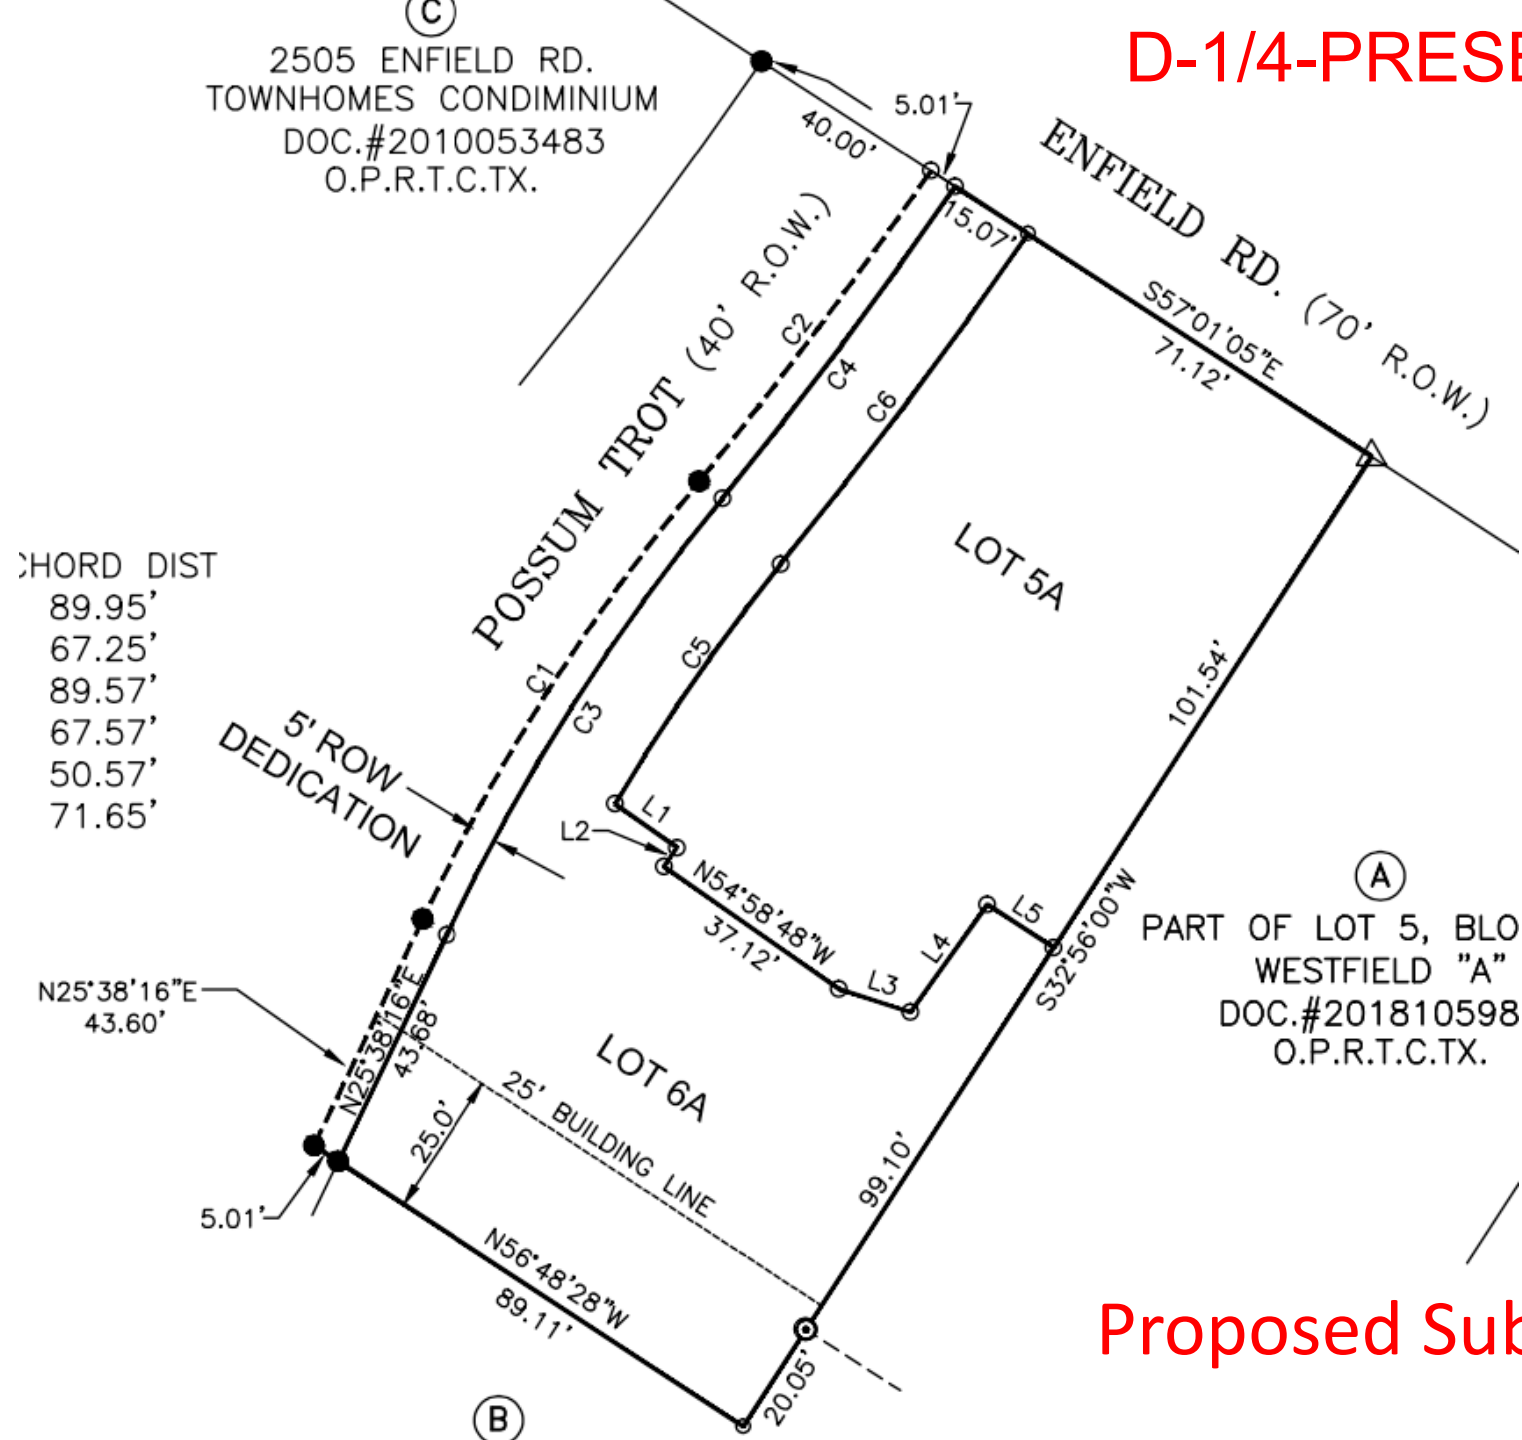 C
2505 ENFIELD RD.
TOWNHOMES CONDIMINIUM
DOC.#2010053483
O.P.R.T.C.TX.
D-1/4-PRESE
5.01'
40.00'
15.07'
ENFIELD RD. (70' R.O.W.)
S57°01'05"E
71.12'
POSSUM TROT (40' R.O.W.)
C2
C4
C6
LOT 5A
CHORD DIST
89.95'
67.25'
89.57'
67.57'
50.57'
71.65'
C1
C3
C5
5' ROW
DEDICATION
101.54'
L1
L2
N54°58'48"W
37.12'
L3
L4
L5
S32°56'00"W
A
PART OF LOT 5, BLO
WESTFIELD "A"
DOC.#201810598
O.P.R.T.C.TX.
N25°38'16"E
43.60'
N25°38'16"E
43.68'
LOT 6A
25' BUILDING LINE
25.0'
99.10'
5.01'
N56°48'28"W
89.11'
20.05'
Proposed Sub
B